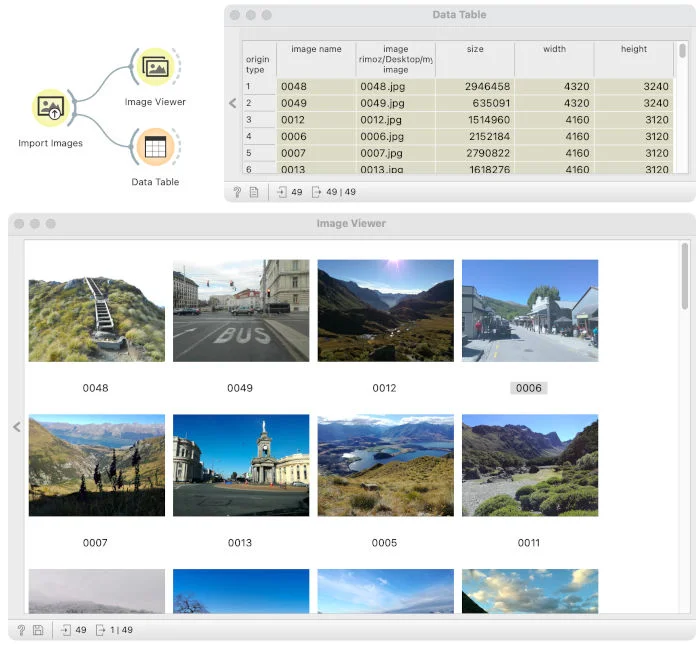 Data Table
image name
image
size
width
height
origin
rimoz/Desktop/my
type
image
1
0048
0048.jpg
2946458
4320
3240
2
0049
0049.jpg
635091
4320
3240
3
0012
0012.jpg
1514960
4160
3120
4
0006
0006.jpg
2152184
4160
3120
5
0007
0007.jpg
2790822
4160
3120
6
0013
0013.jpg
1618276
4160
3120
? 49 49 | 49
Image Viewer
Import Images
Data Table
Image Viewer
BUS
0048
0049
0012
0006
0007
0013
0005
0011
? 49 1 | 49